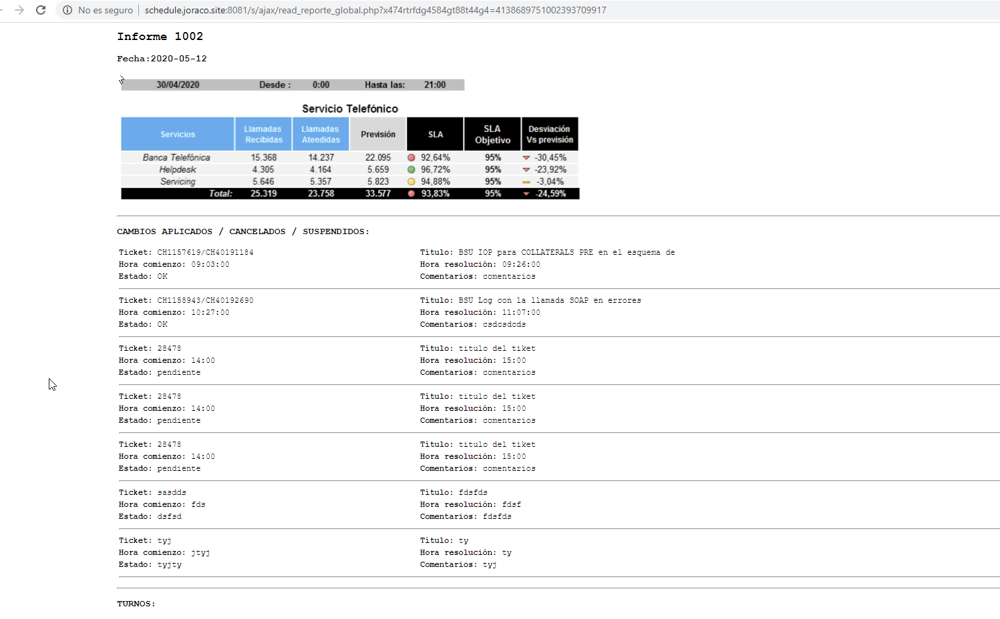 No es seguro schedule.joraco.site:8081/s/ajax/read_reporte_global.php?x474rtrfdg4584gt88t44g4=4138689751002393709917
Informe 1002
Fecha:2020-05-12
30/04/2020 Desde : 0:00 Hasta las: 21:00
Servicio Telefónico
Servicios Llamadas Recibidas Llamadas Atendidas Previsión SLA SLA Objetivo Desviación Vs previsión
Banca Telefónica 15.368 14.237 22.095 92,64% 95% -30,45%
Helpdesk 4.305 4.164 5.659 96,72% 95% -23,92%
Servicing 5.646 5.357 5.823 94,88% 95% -3,04%
Total: 25.319 23.758 33.577 93,83% 95% -24,59%
CAMBIOS APLICADOS / CANCELADOS / SUSPENDIDOS:
Ticket: CH1157619/CH40191184 Título: BSU IOP para COLLATERALS PRE en el esquema de
Hora comienzo: 09:03:00 Hora resolución: 09:26:00
Estado: OK Comentarios: comentarios
Ticket: CH1158943/CH40192690 Título: BSU Log con la llamada SOAP en errores
Hora comienzo: 10:27:00 Hora resolución: 11:07:00
Estado: OK Comentarios: csdcsdcds
Ticket: 28478 Título: titulo del tiket
Hora comienzo: 14:00 Hora resolución: 15:00
Estado: pendiente Comentarios: comentarios
Ticket: 28478 Título: titulo del tiket
Hora comienzo: 14:00 Hora resolución: 15:00
Estado: pendiente Comentarios: comentarios
Ticket: 28478 Título: titulo del tiket
Hora comienzo: 14:00 Hora resolución: 15:00
Estado: pendiente Comentarios: comentarios
Ticket: sasdds Título: fdsfds
Hora comienzo: fds Hora resolución: fdsf
Estado: dsfsd Comentarios: fdsfds
Ticket: tyj Título: ty
Hora comienzo: jtyj Hora resolución: ty
Estado: tyjty Comentarios: tyj
TURNOS: